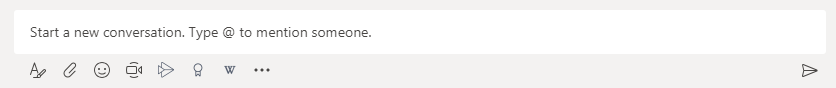 Start a new conversation. Type @ to mention someone.
W